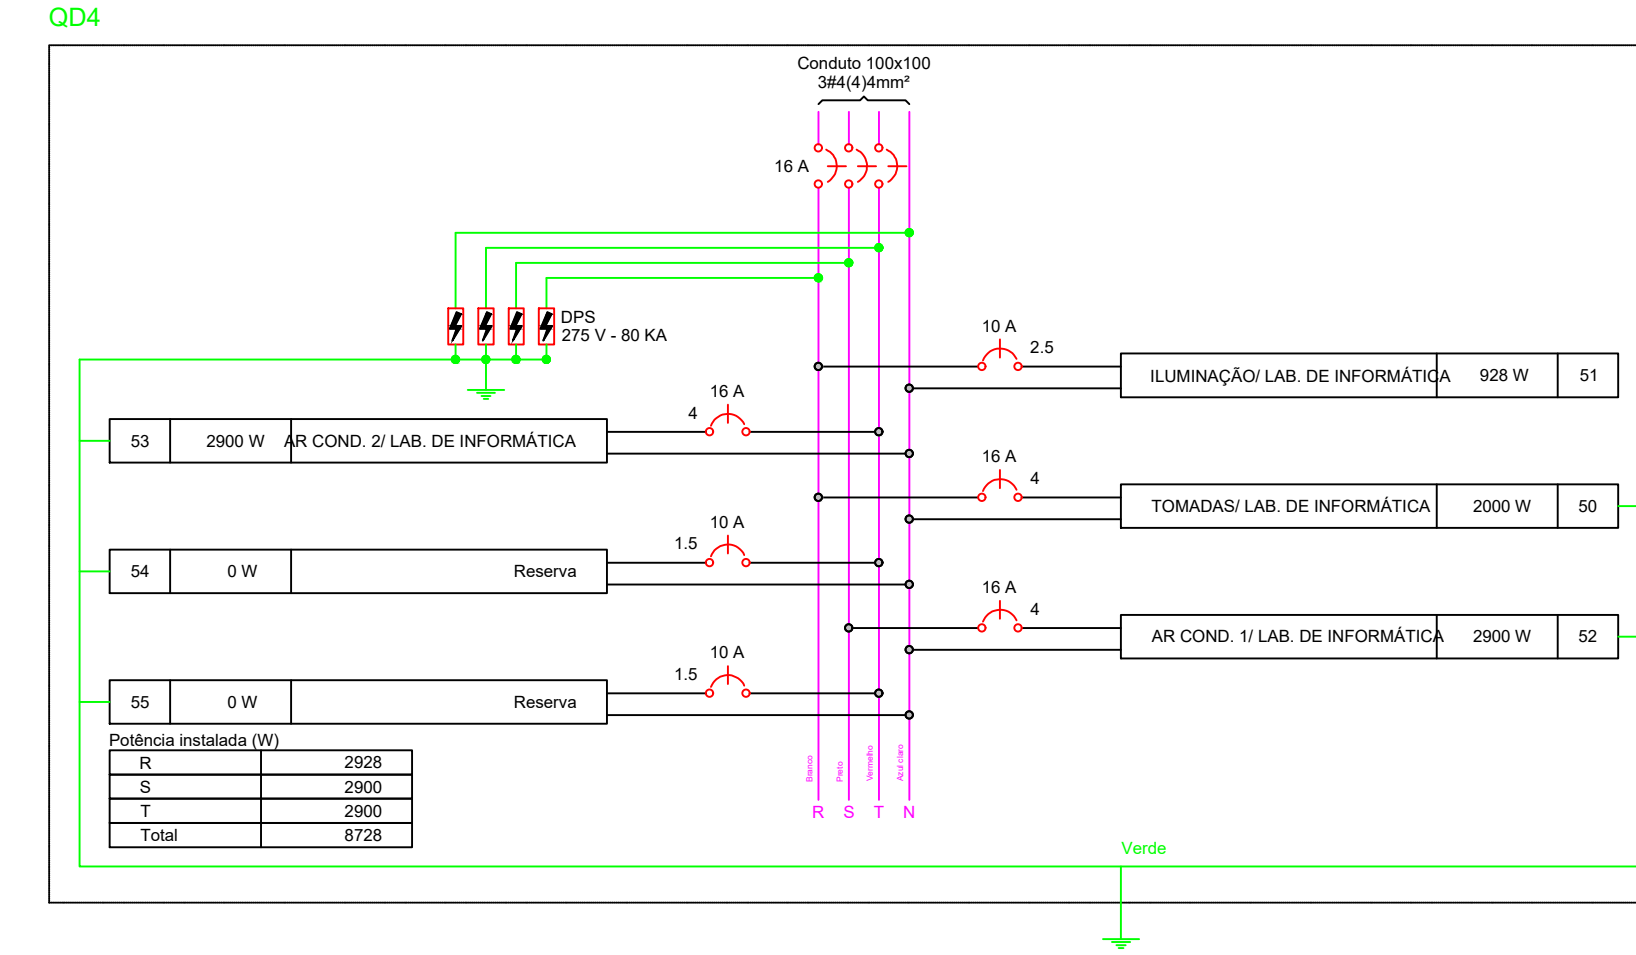 QD4
Conduto 100x100
3#4(4)4mm²
16 A
DPS
275 V - 80 KA
10 A
2.5
ILUMINAÇÃO/ LAB. DE INFORMÁTICA 928 W 51
16 A
4
53 2900 W AR COND. 2/ LAB. DE INFORMÁTICA
16 A
4
TOMADAS/ LAB. DE INFORMÁTICA 2000 W 50
10 A
1.5
54 0 W Reserva
16 A
4
AR COND. 1/ LAB. DE INFORMÁTICA 2900 W 52
10 A
1.5
55 0 W Reserva
Potência instalada (W)
R 2928
S 2900
T 2900
Total 8728
Branco
Preto
Vermelho
Azul claro
R S T N
Verde